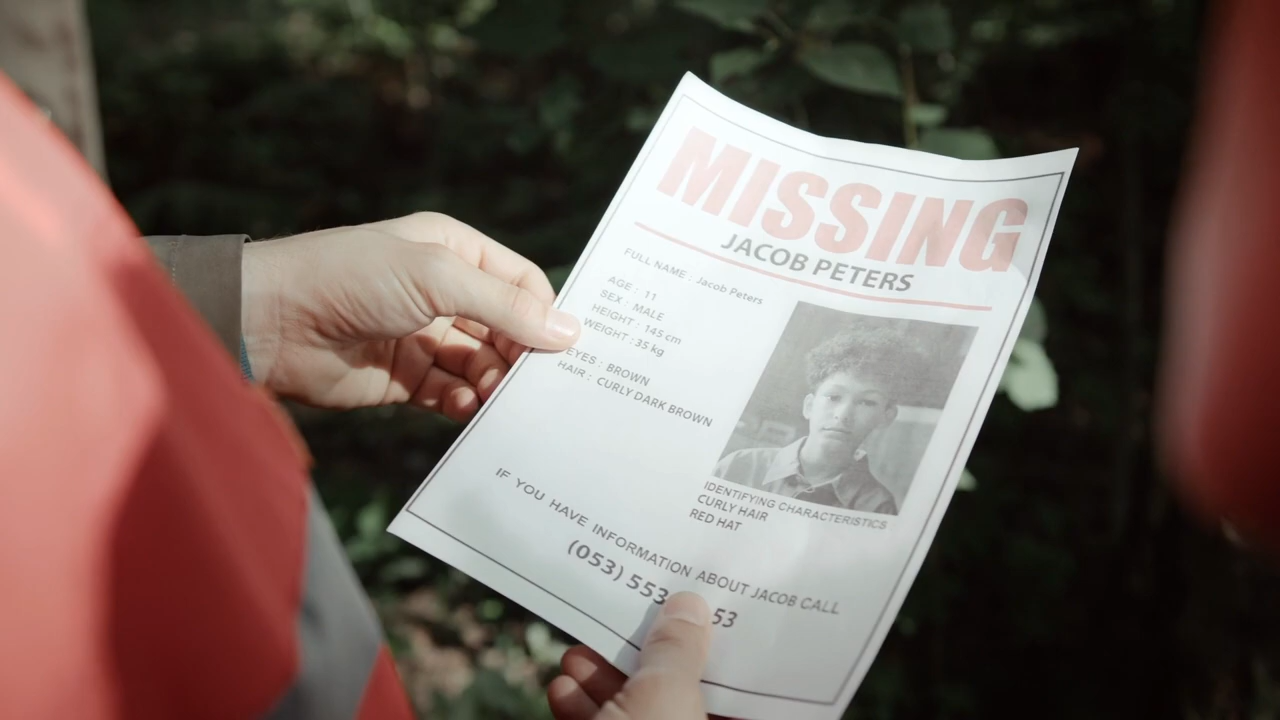 MISSING
JACOB PETERS
FULL NAME : Jacob Peters
AGE : 11
SEX : MALE
HEIGHT : 145 cm
WEIGHT : 35 kg
EYES : BROWN
HAIR : CURLY DARK BROWN
IDENTIFYING CHARACTERISTICS
CURLY HAIR
RED HAT
IF YOU HAVE INFORMATION ABOUT JACOB CALL
(053) 553 53